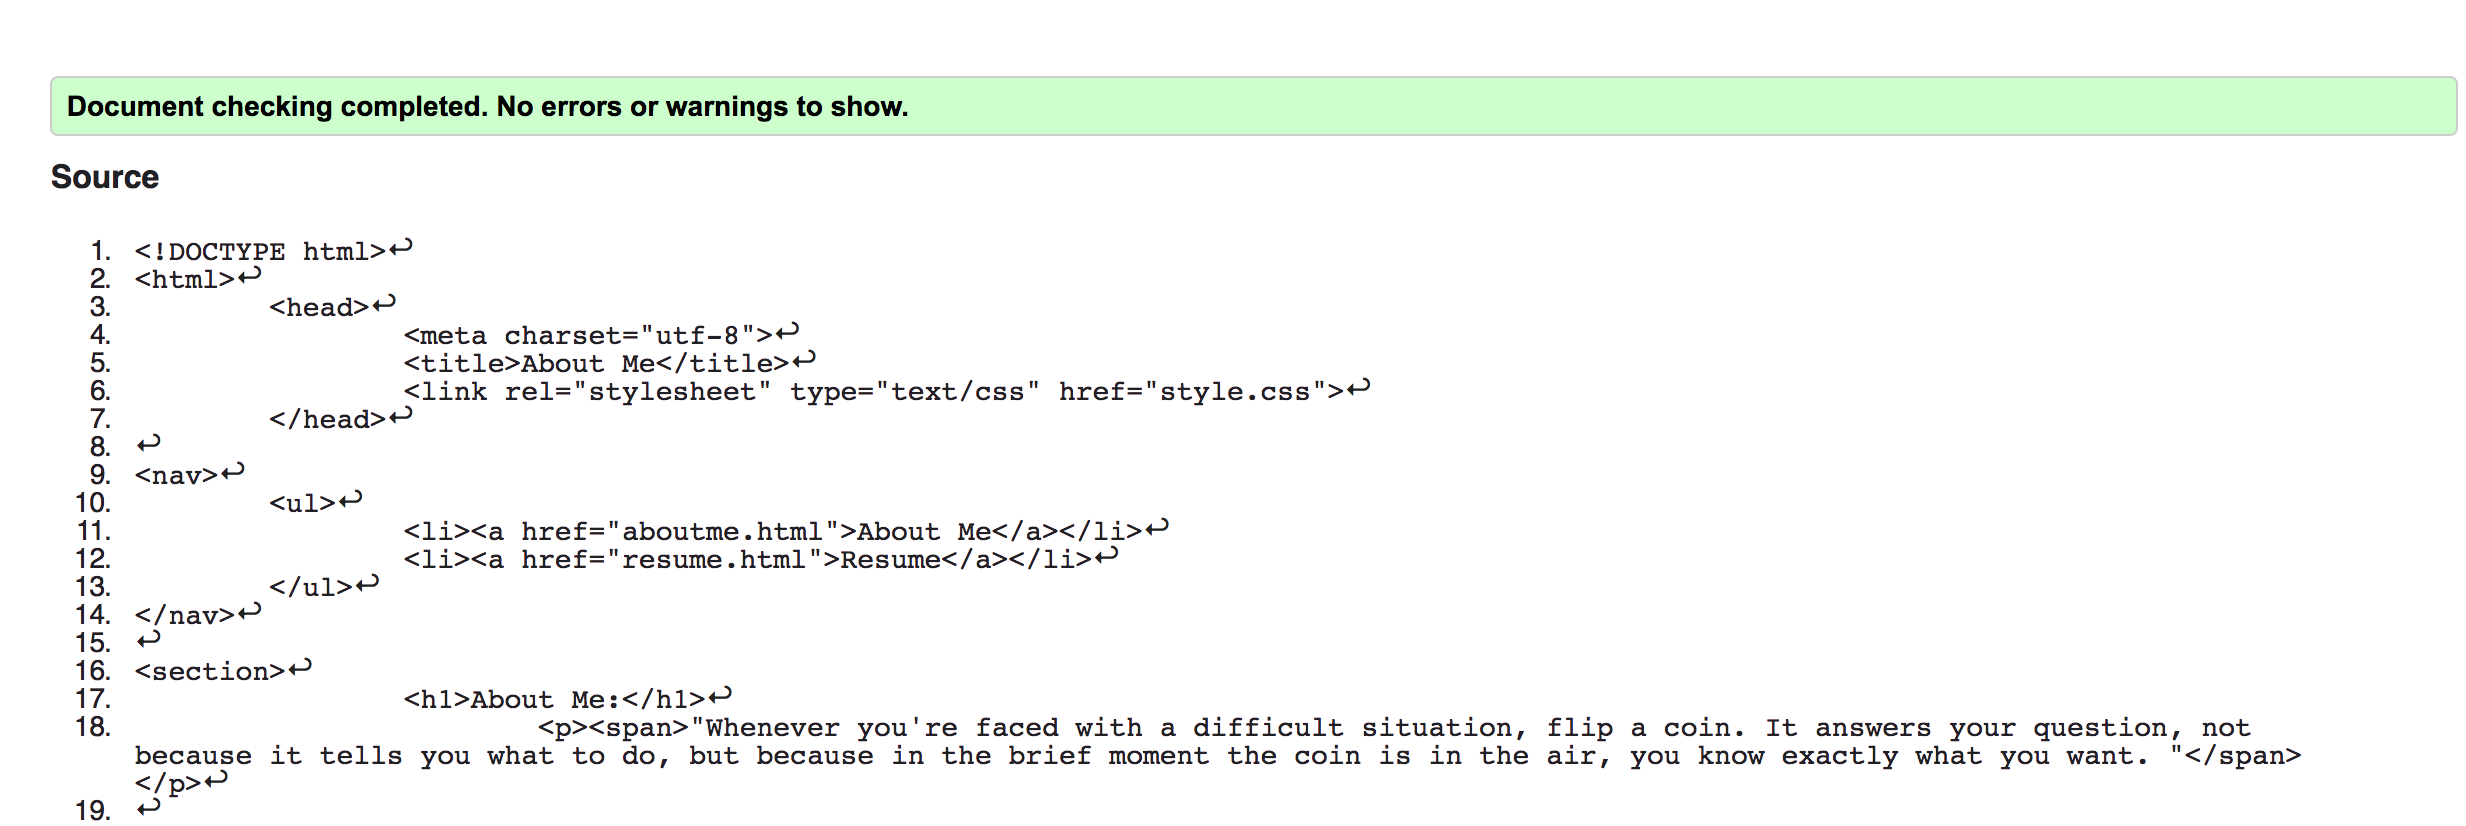 Document checking completed. No errors or warnings to show.
Source
1. <!DOCTYPE html>↩
2. <html>↩
3. <head>↩
4. <meta charset="utf-8">↩
5. <title>About Me</title>↩
6. <link rel="stylesheet" type="text/css" href="style.css">↩
7. </head>↩
8. ↩
9. <nav>↩
10. <ul>↩
11. <li><a href="aboutme.html">About Me</a></li>↩
12. <li><a href="resume.html">Resume</a></li>↩
13. </ul>↩
14. </nav>↩
15. ↩
16. <section>↩
17. <h1>About Me:</h1>↩
18. <p><span>"Whenever you're faced with a difficult situation, flip a coin. It answers your question, not
because it tells you what to do, but because in the brief moment the coin is in the air, you know exactly what you want. "</span>
</p>↩
19. ↩